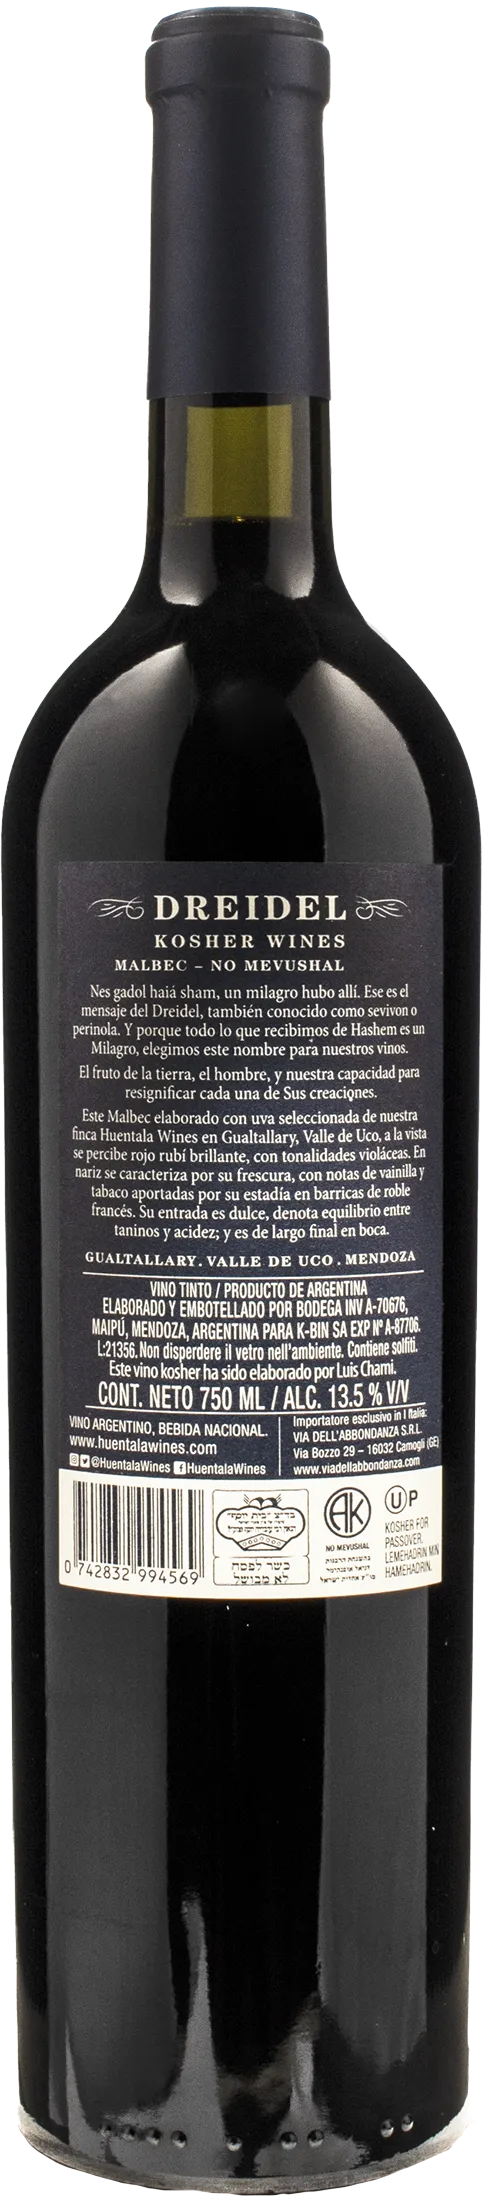 DREIDEL
KOSHER WINES
MALBEC – NO MEVUSHAL
Nes gadol haiá sham, un milagro hubo allí. Ese es el
mensaje del Dreidel, también conocido como sevivon o
perinola. Y porque todo lo que recibimos de Hashem es un
Milagro, elegimos este nombre para nuestros vinos.
El fruto de la tierra, el hombre, y nuestra capacidad para
resignificar cada una de Sus creaciones.
Este Malbec elaborado con uva seleccionada de nuestra
finca Huentala Wines en Gualtallary, Valle de Uco, a la vista
se percibe rojo rubí brillante, con tonalidades violáceas. En
nariz se caracteriza por su frescura, con notas de vainilla y
tabaco aportadas por su estadía en barricas de roble
francés. Su entrada es dulce, denota equilibrio entre
taninos y acidez; y es de largo final en boca.
GUALTALLARY. VALLE DE UCO . MENDOZA
VINO TINTO / PRODUCTO DE ARGENTINA
ELABORADO Y EMBOTELLADO POR BODEGA INV A-70676,
MAIPÚ, MENDOZA, ARGENTINA PARA K-BIN SA EXP Nº A-87706.
L:21356. Non disperdere il vetro nell'ambiente. Contiene solfiti.
Este vino kosher ha sido elaborado por Luis Chami.
CONT. NETO 750 ML / ALC. 13.5 % V/V
VINO ARGENTINO, BEBIDA NACIONAL.
www.huentalawines.com
@HuentalaWines HuentalaWines
Importatore esclusivo in l Italia:
VIA DELL'ABBONDANZA S.R.L.
Via Bozzo 29 – 16032 Camogli (GE)
www.viadellabbondanza.com
0 742832 994569
בד״צ "בית יוסף"
כשר לפסח
לא מבושל
AK
NO MEVUSHAL
U P
KOSHER FOR
PASSOVER,
LEMEHADRIN MIN
HAMEHADRIN.